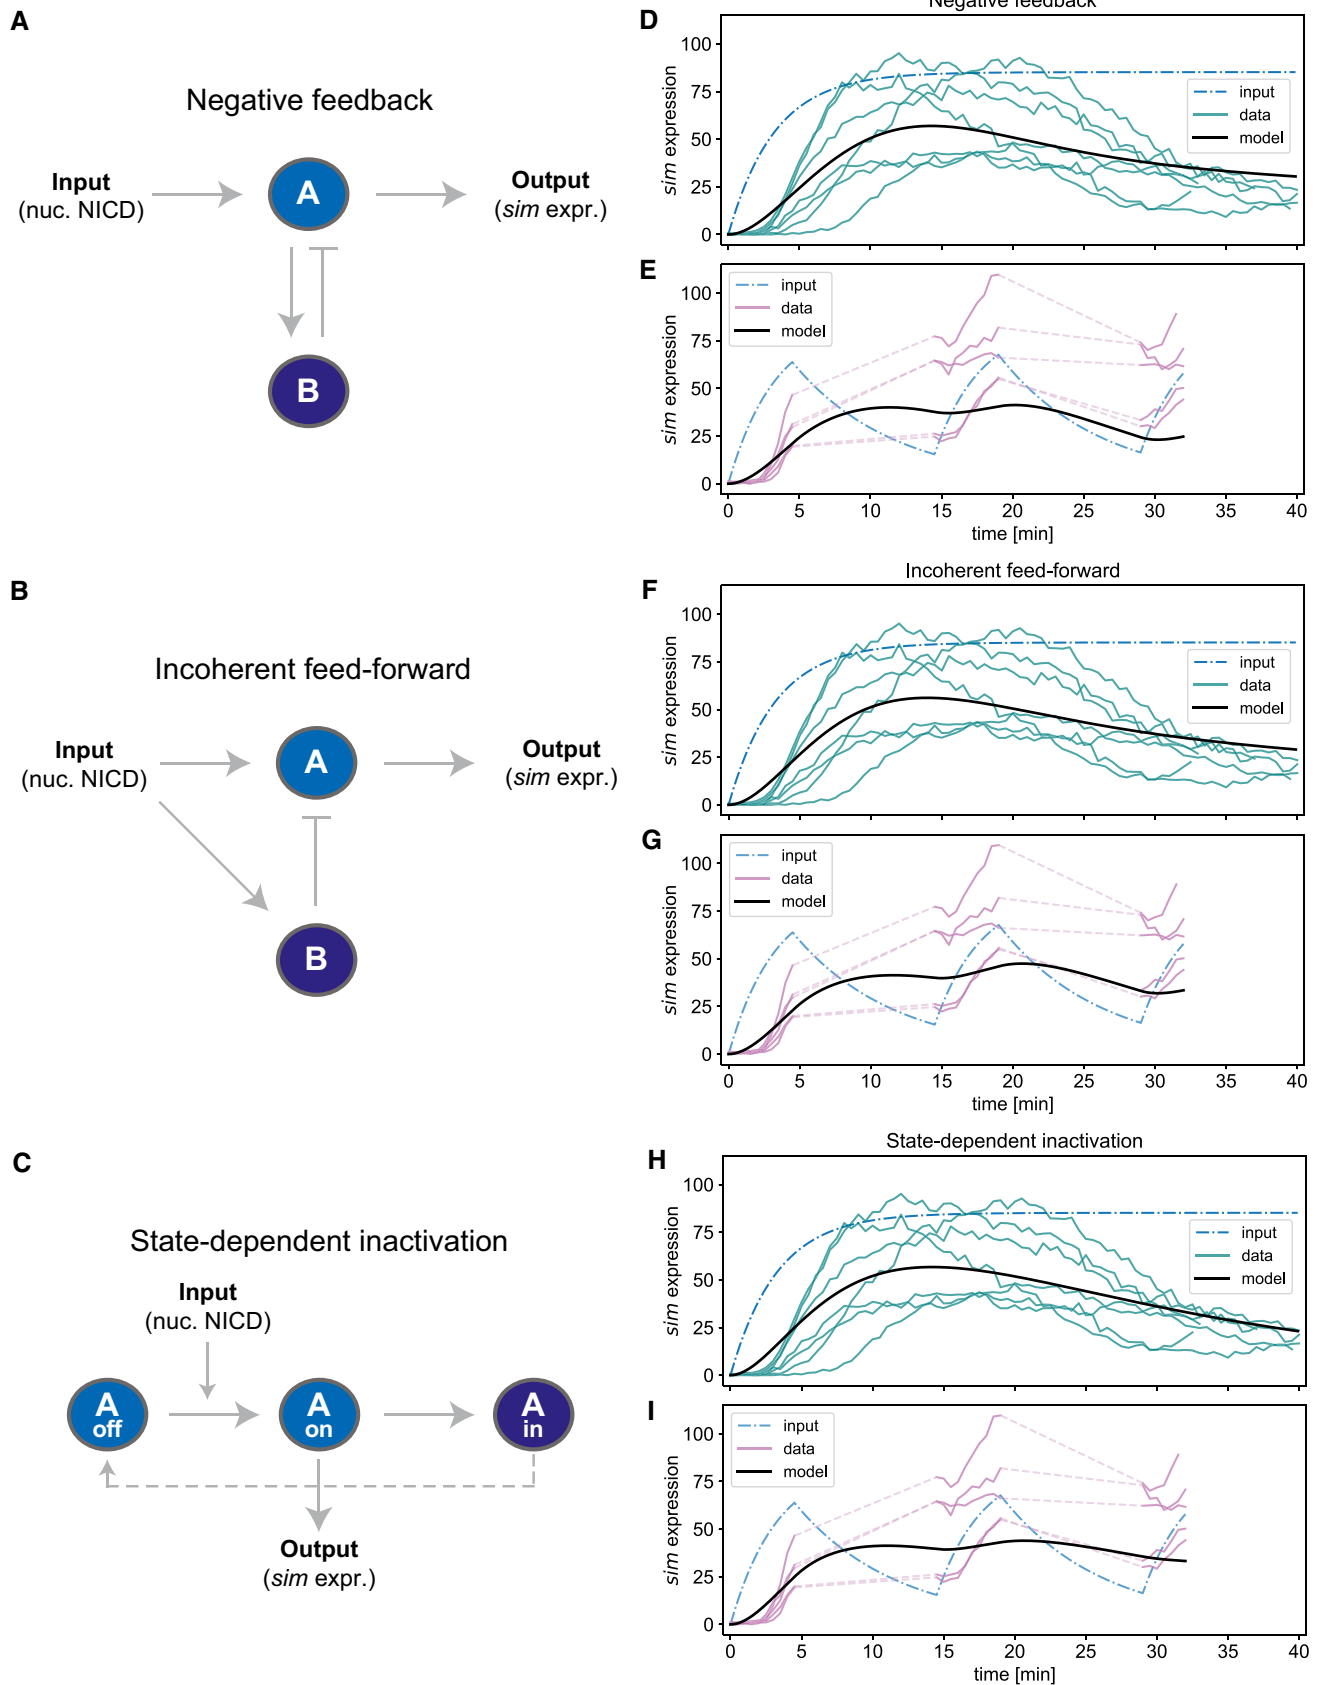 A
Negative feedback
Input
(nuc. NICD)
A
Output
(sim expr.)
B
B
Incoherent feed-forward
Input
(nuc. NICD)
A
Output
(sim expr.)
B
C
State-dependent inactivation
Input
(nuc. NICD)
A
off
A
on
A
in
Output
(sim expr.)
D
Negative feedback
100
75
50
25
0
sim expression
input
data
model
E
100
75
50
25
0
sim expression
input
data
model
0 5 10 15 20 25 30 35 40
time [min]
F
Incoherent feed-forward
100
75
50
25
0
sim expression
input
data
model
G
100
75
50
25
0
sim expression
input
data
model
0 5 10 15 20 25 30 35 40
time [min]
H
State-dependent inactivation
100
75
50
25
0
sim expression
input
data
model
I
100
75
50
25
0
sim expression
input
data
model
0 5 10 15 20 25 30 35 40
time [min]